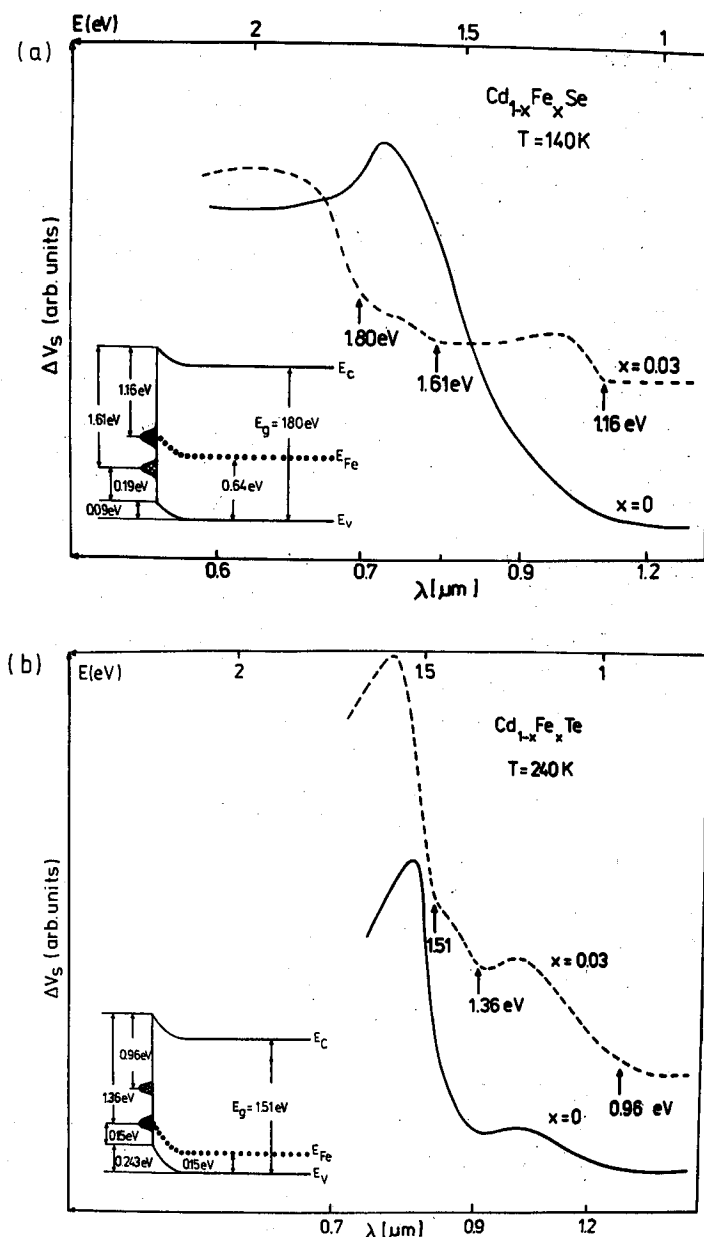 (a)
E(eV)
2
1.5
1
Cd1-xFexSe
T=140K
ΔVs (arb. units)
1.80eV
1.61eV
x=0.03
1.16 eV
x=0
1.16eV
1.61eV
0.19eV
0.09eV
Ec
Eg=1.80eV
EFe
0.64eV
Ev
0.6
0.7
0.9
1.2
λ[μm]
(b)
E(eV)
2
1.5
1
Cd1-xFexTe
T=240K
ΔVs (arb.units)
1.51
x=0.03
1.36 eV
0.96 eV
x=0
0.96eV
1.36eV
0.15eV
0.243eV
Ec
Eg=1.51eV
EFe
0.15eV
Ev
0.7
0.9
1.2
λ[μm]